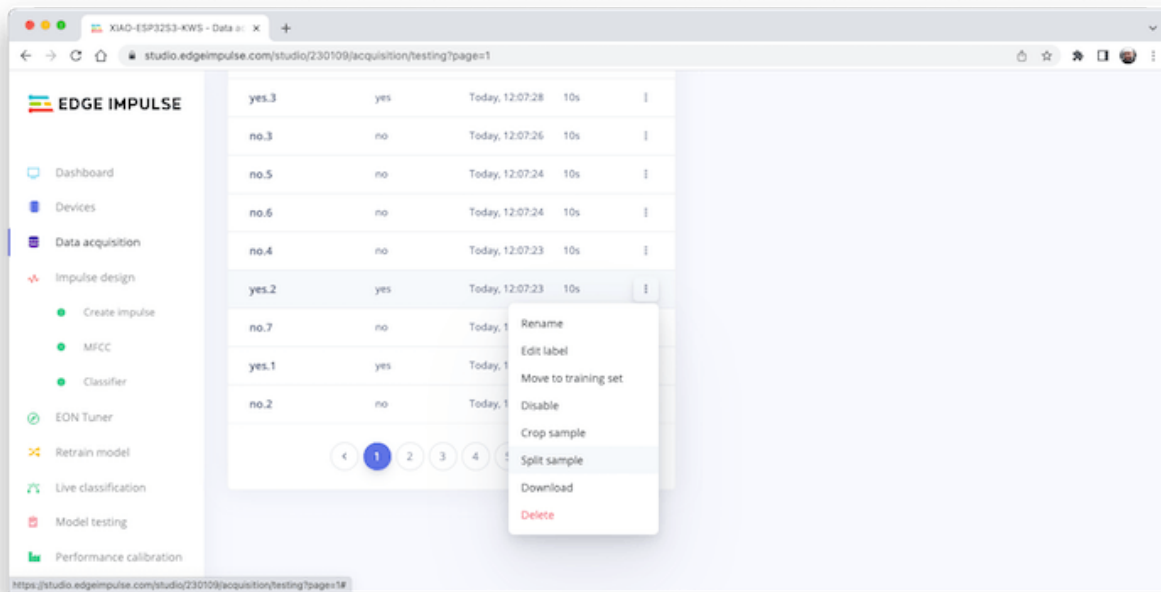 XIAO-ESP32S3-KWS - Data ac
studio.edgeimpulse.com/studio/230109/acquisition/testing?page=1
EDGE IMPULSE
Dashboard
Devices
Data acquisition
Impulse design
Create impulse
MFCC
Classifier
EON Tuner
Retrain model
Live classification
Model testing
Performance calibration
yes.3 yes Today, 12:07:28 10s
no.3 no Today, 12:07:26 10s
no.5 no Today, 12:07:24 10s
no.6 no Today, 12:07:24 10s
no.4 no Today, 12:07:23 10s
yes.2 yes Today, 12:07:23 10s
no.7 no Today, 1
yes.1 yes Today, 1
no.2 no Today, 1
1 2 3 4 5
Rename
Edit label
Move to training set
Disable
Crop sample
Split sample
Download
Delete
https://studio.edgeimpulse.com/studio/230109/acquisition/testing?page=1#